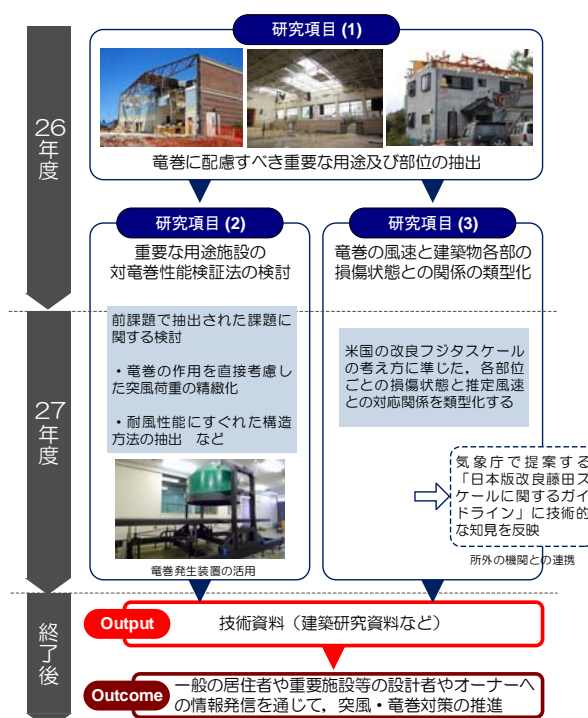 研究項目 (1)
竜巻に配慮すべき重要な用途及び部位の抽出
26年度
研究項目 (2)
重要な用途施設の
対竜巻性能検証法の検討
研究項目 (3)
竜巻の風速と建築物各部の
損傷状態との関係の類型化
27年度
前課題で抽出された課題に
関する検討
・竜巻の作用を直接考慮し
た突風荷重の精緻化
・耐風性能にすぐれた構造
方法の抽出 など
竜巻発生装置の活用
米国の改良フジタスケール
の考え方に準じた，各部位
ごとの損傷状態と推定風速
との対応関係を類型化する
気象庁で提案する
「日本版改良藤田ス
ケールに関するガイ
ドライン」に技術的
な知見を反映
所外の機関との連携
終了後
Output
技術資料（建築研究資料など）
Outcome
一般の居住者や重要施設等の設計者やオーナーへ
の情報発信を通じて，突風・竜巻対策の推進